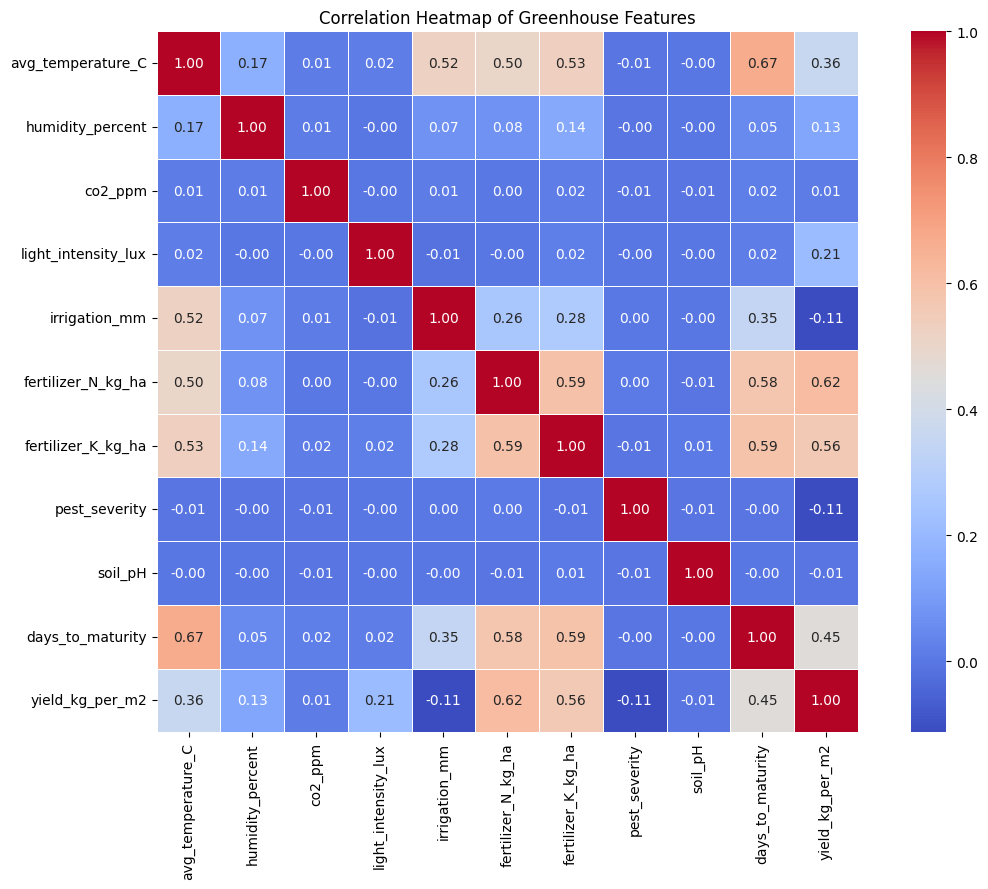 Correlation Heatmap of Greenhouse Features
avg_temperature_C 1.00 0.17 0.01 0.02 0.52 0.50 0.53 -0.01 -0.00 0.67 0.36
humidity_percent 0.17 1.00 0.01 -0.00 0.07 0.08 0.14 -0.00 -0.00 0.05 0.13
co2_ppm 0.01 0.01 1.00 -0.00 0.01 0.00 0.02 -0.01 -0.01 0.02 0.01
light_intensity_lux 0.02 -0.00 -0.00 1.00 -0.01 -0.00 0.02 -0.00 -0.00 0.02 0.21
irrigation_mm 0.52 0.07 0.01 -0.01 1.00 0.26 0.28 0.00 -0.00 0.35 -0.11
fertilizer_N_kg_ha 0.50 0.08 0.00 -0.00 0.26 1.00 0.59 0.00 -0.01 0.58 0.62
fertilizer_K_kg_ha 0.53 0.14 0.02 0.02 0.28 0.59 1.00 -0.01 0.01 0.59 0.56
pest_severity -0.01 -0.00 -0.01 -0.00 0.00 0.00 -0.01 1.00 -0.01 -0.00 -0.11
soil_pH -0.00 -0.00 -0.01 -0.00 -0.00 -0.01 0.01 -0.01 1.00 -0.00 -0.01
days_to_maturity 0.67 0.05 0.02 0.02 0.35 0.58 0.59 -0.00 -0.00 1.00 0.45
yield_kg_per_m2 0.36 0.13 0.01 0.21 -0.11 0.62 0.56 -0.11 -0.01 0.45 1.00
avg_temperature_C
humidity_percent
co2_ppm
light_intensity_lux
irrigation_mm
fertilizer_N_kg_ha
fertilizer_K_kg_ha
pest_severity
soil_pH
days_to_maturity
yield_kg_per_m2
1.0
0.8
0.6
0.4
0.2
0.0